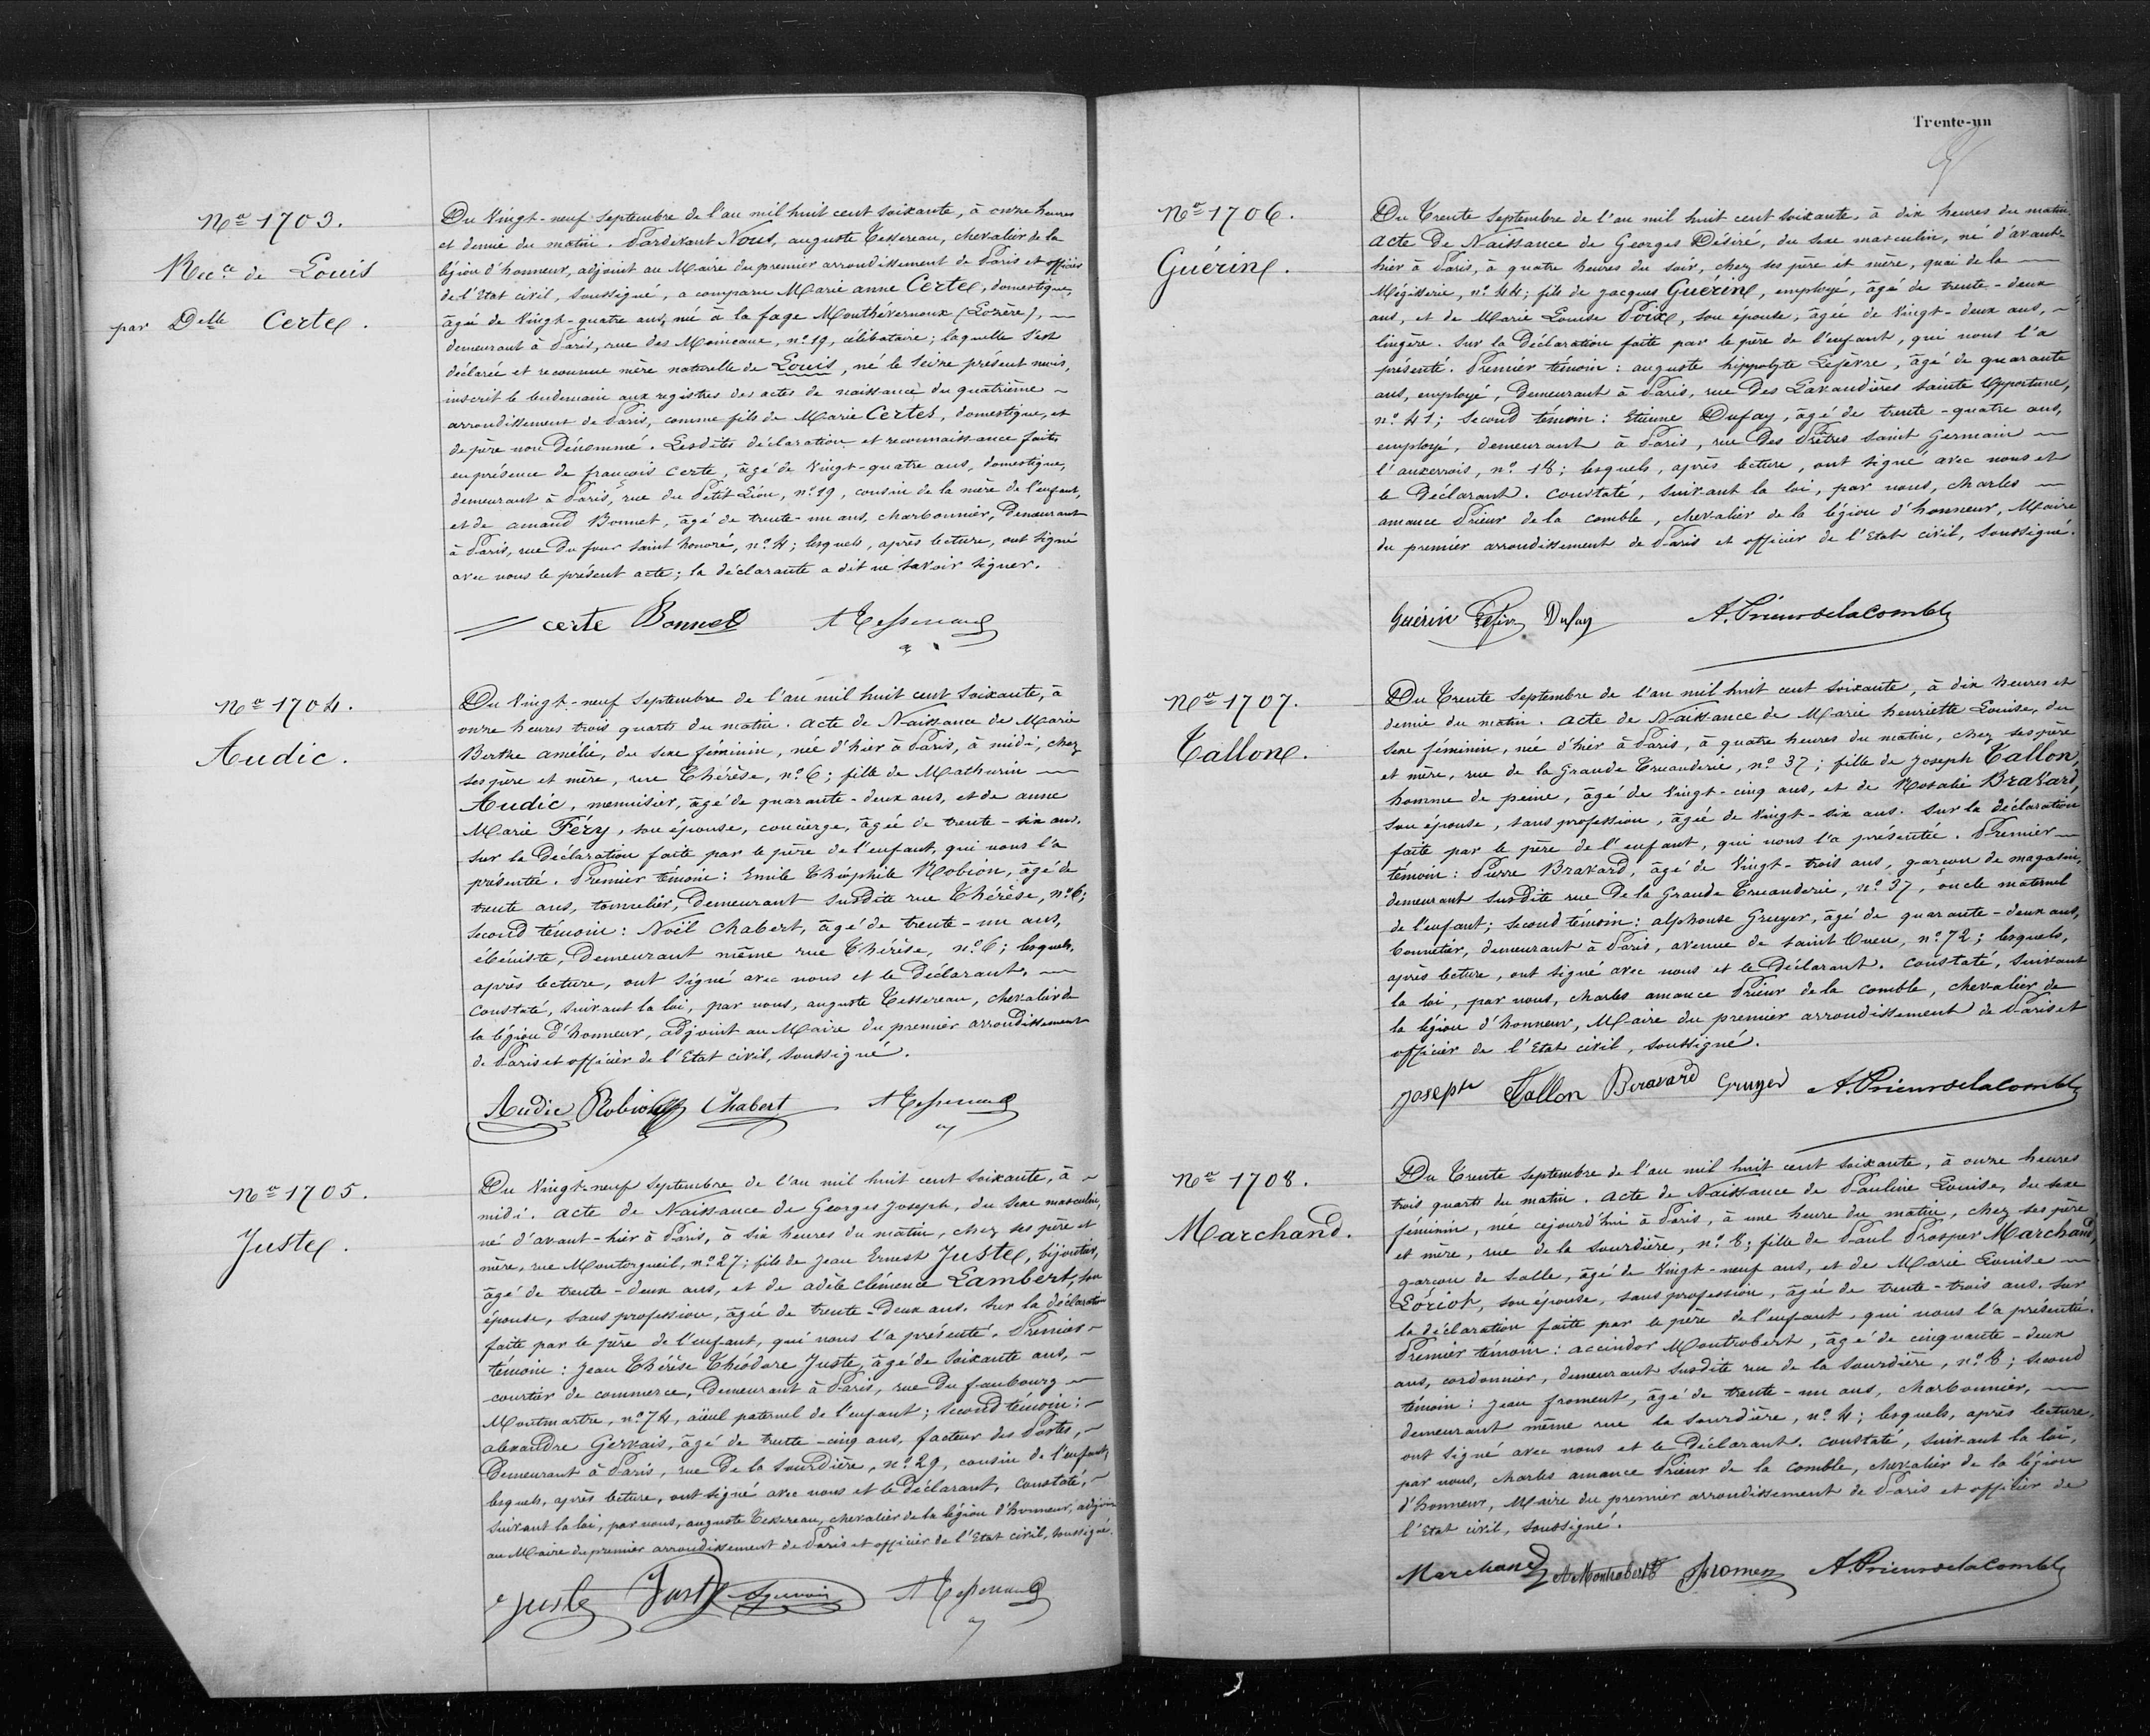 No 1703.
Recce de Louis
par Delle Certe.
Du Vingt-neuf Septembre de l'an mil huit cent soixante, à onze heures
et demie du matin. Pardevant Nous, auguste Tessereau, chevalier de la
légion d'honneur, adjoint au Maire du premier arrondissement de Paris et officier
de l'Etat civil, soussigné, a comparu Marie anne Certe, domestique,
âgée de Vingt-quatre ans, né à la fage Monthévernoux (Lozère),
demeurant à Paris, rue des Moineaux, no 19, célibataire; laquelle s'est
déclarée et reconnue mère naturelle de Louis, né le seize présent mois,
inscrit le lendemain aux registres des actes de naissance du quatrième
arrondissement de Paris, comme fils de Marie Certes, domestique, et
de père non dénommé. Lesdites déclaration et reconnaissance faites
en présence de françois Certe, âgé de Vingt-quatre ans, domestique,
demeurant à Paris, rue du Petit Lion, no 19, cousin de la mère de l'enfant,
et de amand Bonnet, âgé de trente-un ans, charbonnier, Demeurant
à Paris, rue du four saint honoré, no 4; lesquels, après lecture, ont signé
avec nous le présent acte; la déclarante a dit ne savoir signer.
certe Bonnet ATessereau
No 1704.
Audic.
Du Vingt-neuf Septembre de l'an mil huit cent soixante, à
onze heures trois quarts du matin. acte de Naissance de Marie
Berthe amélie, du sexe féminin, née d'hier à Paris, à midi, chez
ses père et mère, rue Thérèse, no 6; fille de Mathurin
Audic, menuisier, âgé de quarante-deux ans, et de anne
Marie Féry, son épouse, concierge, âgée de trente-six ans.
Sur la Déclaration faite par le père de l'enfant, qui nous l'a
présentée. Premier témoin: Emile Théophile Robion, âgé de
trente ans, tonnelier, Demeurant susdite rue Thérèse, no 6;
second témoin: Noël Chabert, âgé de trente-un ans,
ébéniste, Demeurant même rue Thérèse, no 6; lesquels,
après lecture, ont signé avec nous et le Déclarant.
Constaté, suivant la loi, par nous, auguste Tessereau, chevalier de
la légion d'honneur, adjoint au Maire du premier arrondissement
de Paris et officier de l'Etat civil, soussigné.
Audic Robion Chabert ATessereau
No 1705.
Juste.
Du Vingt-neuf Septembre de l'an mil huit cent soixante, à
midi. acte de Naissance de Georges Joseph, du sexe masculin,
né d'avant-hier à Paris, à six heures du matin, chez ses père et
mère, rue Montorgueil, no 27; fils de Jean Ernest Juste, bijoutier,
âgé de trente-deux ans, et de adèle clémence Lambert, son
épouse, sans profession, âgée de trente-deux ans. Sur la déclaration
faite par le père de l'enfant, qui nous l'a présenté. Premier
témoin: Jean Thérèse Théodore Juste, âgé de soixante ans,
courtier de commerce, Demeurant à Paris, rue Du faubourg
Montmartre, no 74, aïeul paternel de l'enfant; second témoin:
alexandre Gervais, âgé de trente-cinq ans, facteur des Postes,
Demeurant à Paris, rue De la Sourdière, no 29, cousin de l'enfant;
lesquels, après lecture, ont signé avec nous et le déclarant. Constaté,
suivant la loi, par nous, auguste Tessereau, chevalier de la légion d'honneur, adjoint
au Maire du premier arrondissement de Paris et officier de l'Etat civil, soussigné.
Juste Juste Agervais ATessereau
Trente-un
No 1706.
Guérin.
Du Trente Septembre de l'an mil huit cent soixante, à dix heures du matin.
acte De Naissance de Georges Désiré, du sexe masculin, né d'avant-
hier à Paris, à quatre heures du soir, chez ses père et mère, quai de la
Mégisserie, no 44; fils de jacques Guérin, employé, âgé de trente-deux
ans, et de Marie Louise Poix, son épouse, âgée de Vingt-deux ans,
lingère. Sur la Déclaration faite par le père de l'enfant, qui nous l'a
présenté. Premier témoin: auguste hippolyte Lefèvre, âgé de quarante
ans, employé, Demeurant à Paris, rue Des Lavandières Sainte Opportune,
no 41; second témoin: Etienne Dufay, âgé de trente-quatre ans,
employé, demeurant à Paris, rue Des Prêtres Saint Germain
l'auxerrois, no 18; lesquels, après lecture, ont signé avec nous et
le Déclarant. Constaté, suivant la loi, par nous, charles
amance Prieur de la comble, chevalier de la légion d'honneur, Maire
du premier arrondissement de Paris et officier de l'Etat civil, soussigné.
Guérin Lefèvre Dufay A. Prieurdelacomble
No 1707.
Tallon.
Du Trente Septembre de l'an mil huit cent soixante, à dix heures et
demie du matin. acte de Naissance de Marie henriette Louise, du
sexe féminin, née d'hier à Paris, à quatre heures du matin, chez ses père
et mère, rue de la Grande Truanderie, no 37; fille de Joseph Tallon,
homme de peine, âgé de Vingt-cinq ans, et de Rosalie Bravard,
son épouse, sans profession, âgée de Vingt-six ans. Sur la déclaration
faite par le père de l'enfant, qui nous l'a présentée. Premier
témoin: Pierre Bravard, âgé de Vingt-trois ans, garçon de magasin,
demeurant susdite rue De la Grande Truanderie, no 37, oncle maternel
de l'enfant; second témoin: alphonse Gruyer, âgé de quarante-deux ans,
bonnetier, demeurant à Paris, avenue de saint Ouen, no 72; lesquels,
après lecture, ont signé avec nous et le Déclarant. Constaté, suivant
la loi, par nous, charles amance Prieur de la comble, chevalier de
la légion d'honneur, Maire du premier arrondissement de Paris et
officier de l'Etat civil, soussigné.
Joseph Tallon Beravard Gruyer A. Prieurdelacomble
No 1708.
Marchand.
Du Trente Septembre de l'an mil huit cent soixante, à onze heures
trois quarts du matin. acte de Naissance de Pauline Louise, du sexe
féminin, née cejourd'hui à Paris, à une heure du matin, chez ses père
et mère, rue de la Sourdière, no 8; fille de Paul Prosper Marchand,
garçon de salle, âgé de Vingt-neuf ans, et de Marie Louise
Lóriot, son épouse, sans profession, âgée de trente-trois ans. Sur
la déclaration faite par le père de l'enfant, qui nous l'a présentée.
Premier témoin: accindor Montrobert, âgé de cinquante-deux
ans, cordonnier, demeurant susdite rue de la Sourdière, no 8; second
témoin: jean froment, âgé de trente-un ans, charbonnier,
demeurant même rue la Sourdière, no 4; lesquels, après lecture,
ont signé avec nous et le Déclarant. Constaté, suivant la loi,
par nous, charles amance Prieur de la comble, chevalier de la légion
d'honneur, Maire du premier arrondissement de Paris et officier de
l'Etat civil, soussigné.
Marchand A Montrobert fromen A. Prieurdelacomble